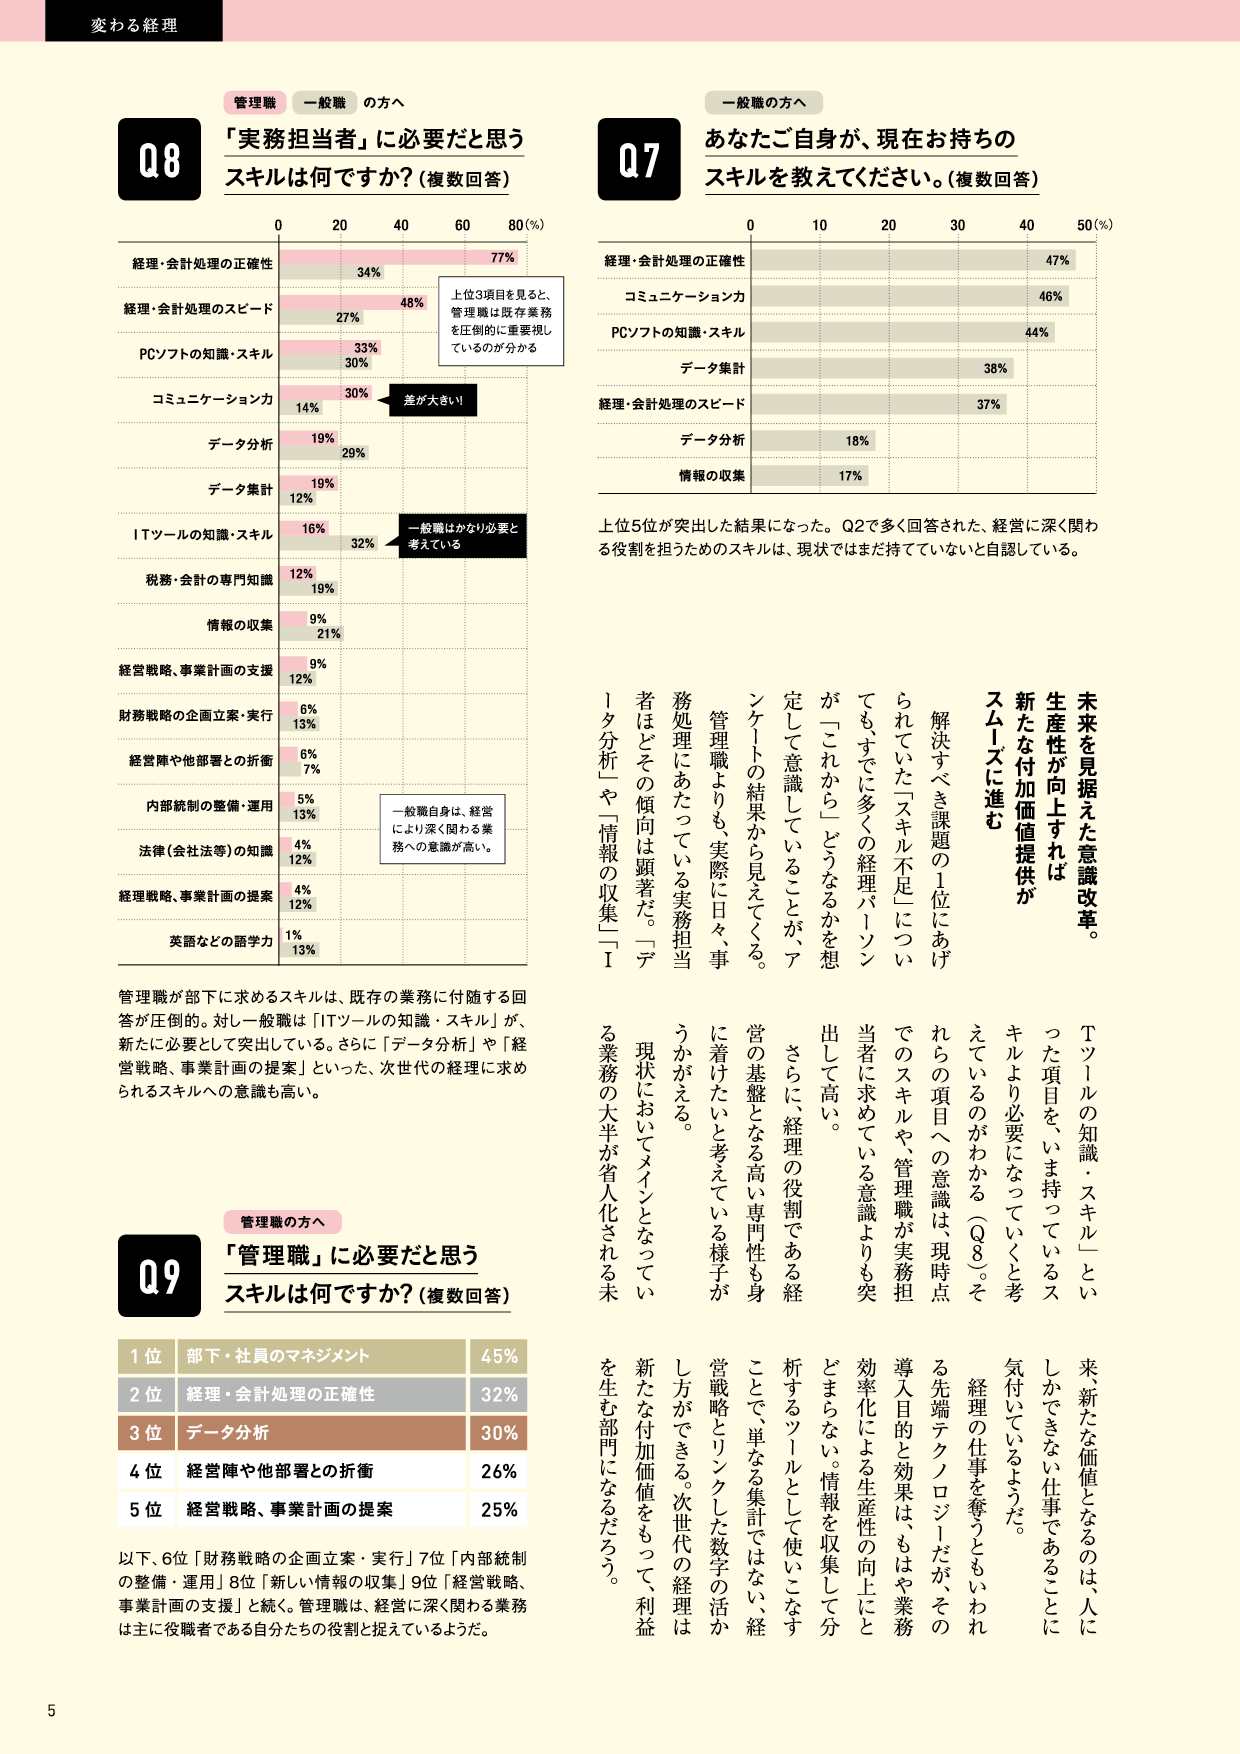 変わる経理
一般職の方へ
Q7
あなたご自身が、現在お持ちの
スキルを教えてください。(複数回答)
0 10 20 30 40 50(%)
経理・会計処理の正確性 47%
コミュニケーション力 46%
PCソフトの知識・スキル 44%
データ集計 38%
経理・会計処理のスピード 37%
データ分析 18%
情報の収集 17%
上位5位が突出した結果になった。Q2で多く回答された、経営に深く関わ
る役割を担うためのスキルは、現状ではまだ持てていないと自認している。
管理職 一般職 の方へ
Q8
「実務担当者」に必要だと思う
スキルは何ですか?(複数回答)
0 20 40 60 80(%)
経理・会計処理の正確性 77% 34%
経理・会計処理のスピード 48% 27%
PCソフトの知識・スキル 33% 30%
コミュニケーション力 30% 14%
データ分析 19% 29%
データ集計 19% 12%
ITツールの知識・スキル 16% 32%
税務・会計の専門知識 12% 19%
情報の収集 9% 21%
経営戦略、事業計画の支援 9% 12%
財務戦略の企画立案・実行 6% 13%
経営陣や他部署との折衝 6% 7%
内部統制の整備・運用 5% 13%
法律(会社法等)の知識 4% 12%
経理戦略、事業計画の提案 4% 12%
英語などの語学力 1% 13%
上位3項目を見ると、
管理職は既存業務
を圧倒的に重要視し
ているのが分かる
差が大きい!
一般職はかなり必要と
考えている
一般職自身は、経営
により深く関わる業
務への意識が高い。
管理職が部下に求めるスキルは、既存の業務に付随する回
答が圧倒的。対し一般職は「ITツールの知識・スキル」が、
新たに必要として突出している。さらに「データ分析」や「経
営戦略、事業計画の提案」といった、次世代の経理に求め
られるスキルへの意識も高い。
管理職の方へ
Q9
「管理職」に必要だと思う
スキルは何ですか?(複数回答)
1位 部下・社員のマネジメント 45%
2位 経理・会計処理の正確性 32%
3位 データ分析 30%
4位 経営陣や他部署との折衝 26%
5位 経営戦略、事業計画の提案 25%
以下、6位「財務戦略の企画立案・実行」7位「内部統制
の整備・運用」8位「新しい情報の収集」9位「経営戦略、
事業計画の支援」と続く。管理職は、経営に深く関わる業務
は主に役職者である自分たちの役割と捉えているようだ。
未来を見据えた意識改革。
生産性が向上すれば
新たな付加価値提供が
スムーズに進む
解決すべき課題の1位にあげ
られていた「スキル不足」につい
ても、すでに多くの経理パーソン
が「これから」どうなるかを想
定して意識していることが、ア
ンケートの結果から見えてくる。
管理職よりも、実際に日々、事
務処理にあたっている実務担当
者ほどその傾向は顕著だ。「デ
ータ分析」や「情報の収集」「I
Tツールの知識・スキル」とい
った項目を、いま持っているス
キルより必要になっていくと考
えているのがわかる(Q8)。そ
れらの項目への意識は、現時点
でのスキルや、管理職が実務担
当者に求めている意識よりも突
出して高い。
さらに、経理の役割である経
営の基盤となる高い専門性も身
に着けたいと考えている様子が
うかがえる。
現状においてメインとなってい
る業務の大半が省人化される未
来、新たな価値となるのは、人に
しかできない仕事であることに
気付いているようだ。
経理の仕事を奪うともいわれ
る先端テクノロジーだが、その
導入目的と効果は、もはや業務
効率化による生産性の向上にと
どまらない。情報を収集して分
析するツールとして使いこなす
ことで、単なる集計ではない、経
営戦略とリンクした数字の活か
し方ができる。次世代の経理は
新たな付加価値をもって、利益
を生む部門になるだろう。
5